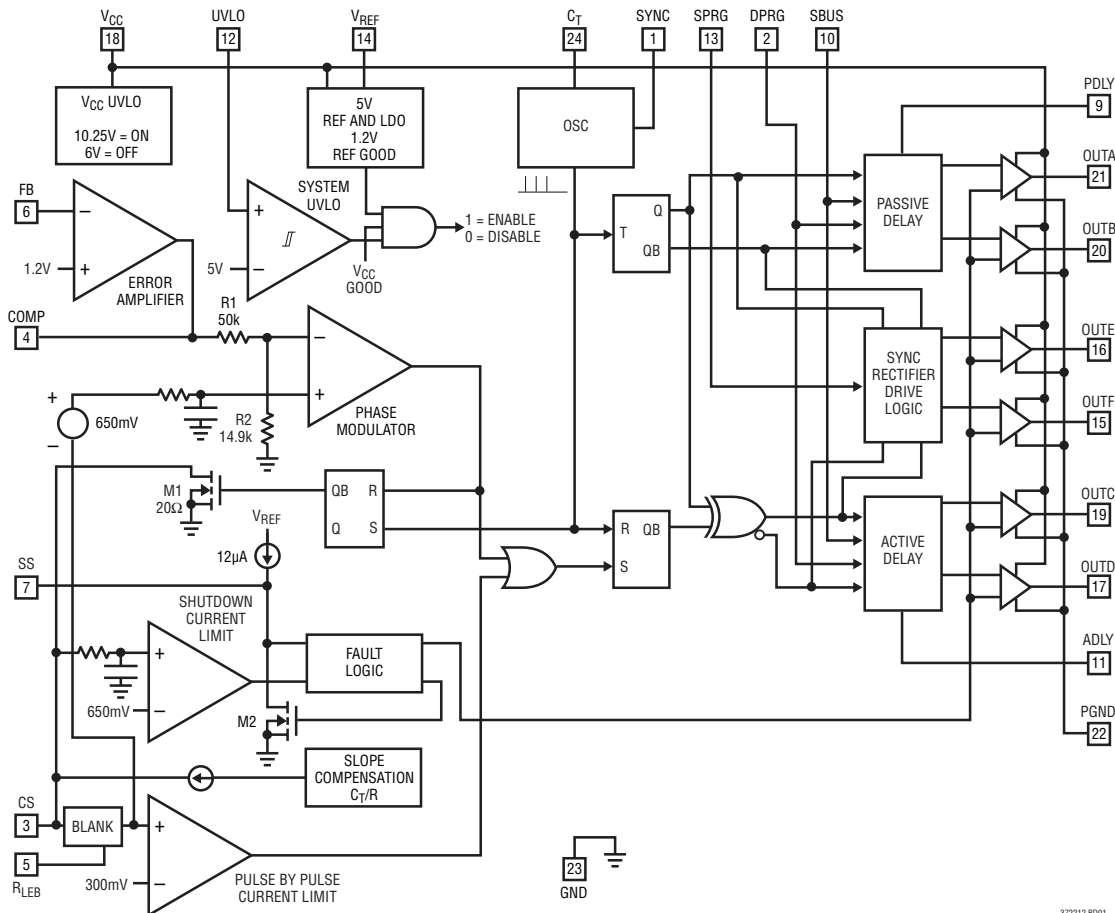 VCC
18
UVLO
12
VREF
14
CT
24
SYNC
1
SPRG
13
DPRG
2
SBUS
10
PDLY
9
VCC UVLO
10.25V = ON
6V = OFF
5V
REF AND LDO
1.2V
REF GOOD
OSC
FB
6
–
+
1.2V
ERROR
AMPLIFIER
SYSTEM
UVLO
+
–
5V
VCC
GOOD
1 = ENABLE
0 = DISABLE
T
Q
QB
PASSIVE
DELAY
OUTA
21
OUTB
20
COMP
4
R1
50k
–
+
PHASE
MODULATOR
R2
14.9k
+
650mV
–
SYNC
RECTIFIER
DRIVE
LOGIC
OUTE
16
OUTF
15
M1
20Ω
QB
R
Q
S
VREF
12µA
R
QB
S
ACTIVE
DELAY
OUTC
19
OUTD
17
SS
7
SHUTDOWN
CURRENT
LIMIT
+
–
650mV
FAULT
LOGIC
M2
ADLY
11
PGND
22
SLOPE
COMPENSATION
CT/R
CS
3
BLANK
+
–
300mV
5
RLEB
PULSE BY PULSE
CURRENT LIMIT
23
GND
372212 BD01